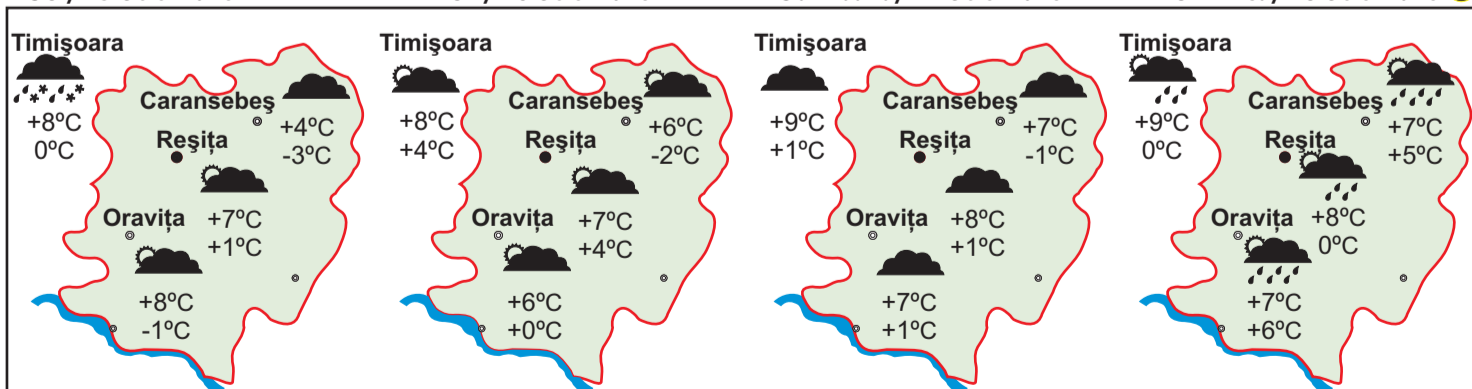 Timişoara
Caransebeş
+8ºC
0ºC
+4ºC
-3ºC
Reşiţa
Oraviţa
+7ºC
+1ºC
+8ºC
-1ºC
Timişoara
Caransebeş
+8ºC
+4ºC
+6ºC
-2ºC
Reşiţa
Oraviţa
+7ºC
+4ºC
+6ºC
+0ºC
Timişoara
Caransebeş
+9ºC
+1ºC
+7ºC
-1ºC
Reşiţa
Oraviţa
+8ºC
+1ºC
+7ºC
+1ºC
Timişoara
Caransebeş
+9ºC
0ºC
+7ºC
+5ºC
Reşiţa
Oraviţa
+8ºC
0ºC
+7ºC
+6ºC